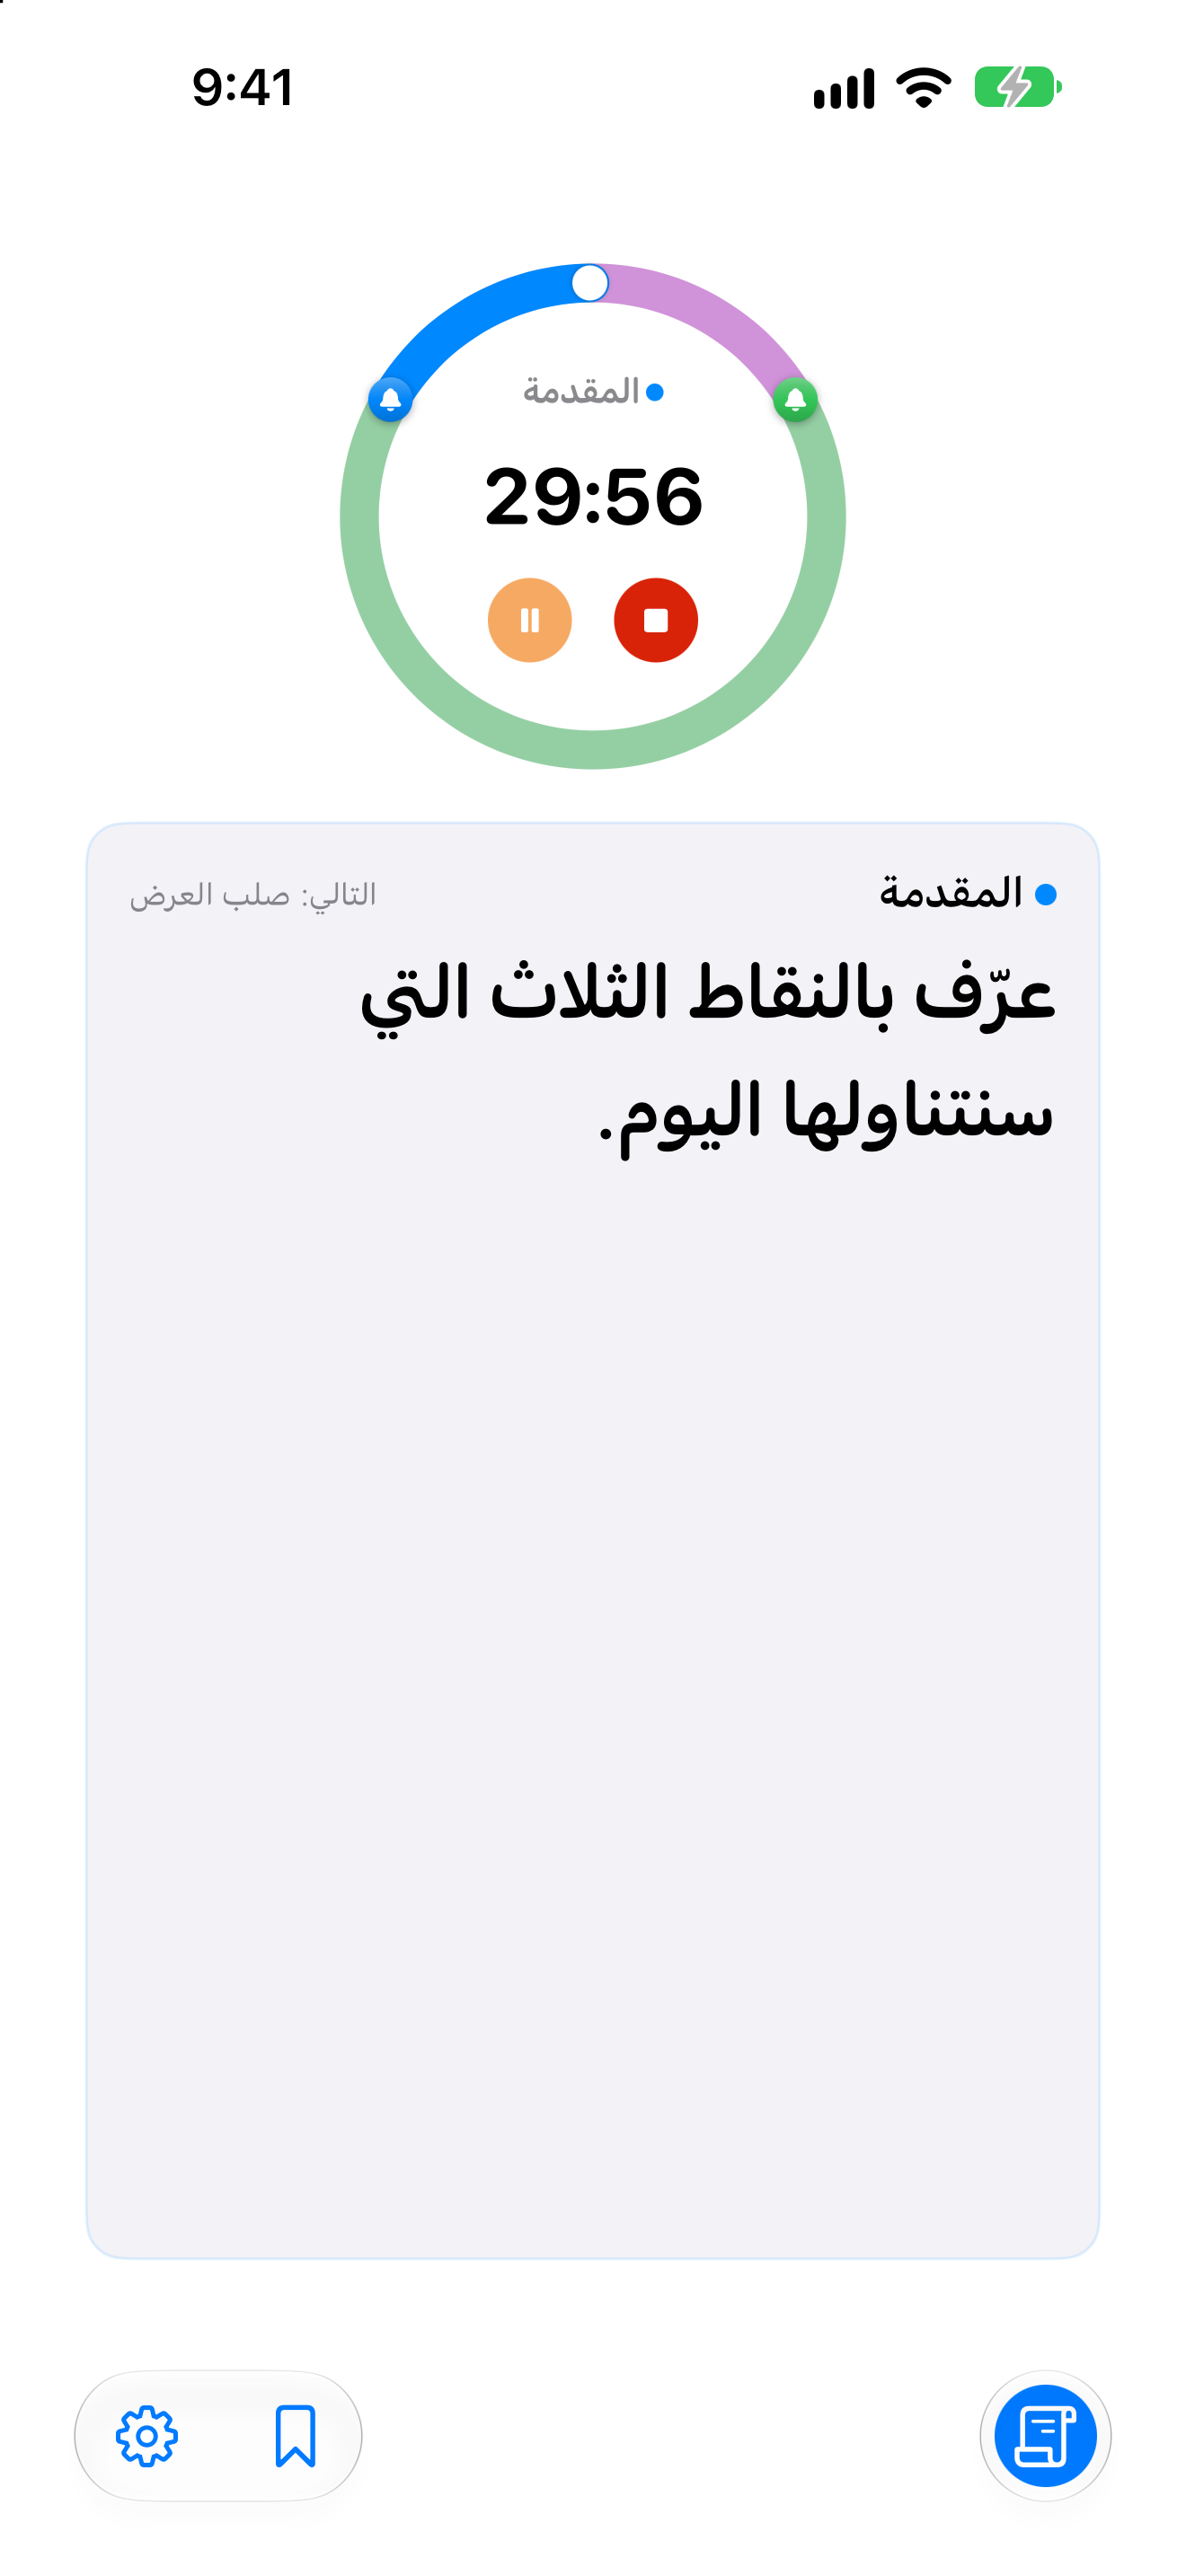 9:41
المقدمة
29:56
المقدمة
التالي: صلب العرض
عرّف بالنقاط الثلاث التي
سنتناولها اليوم.